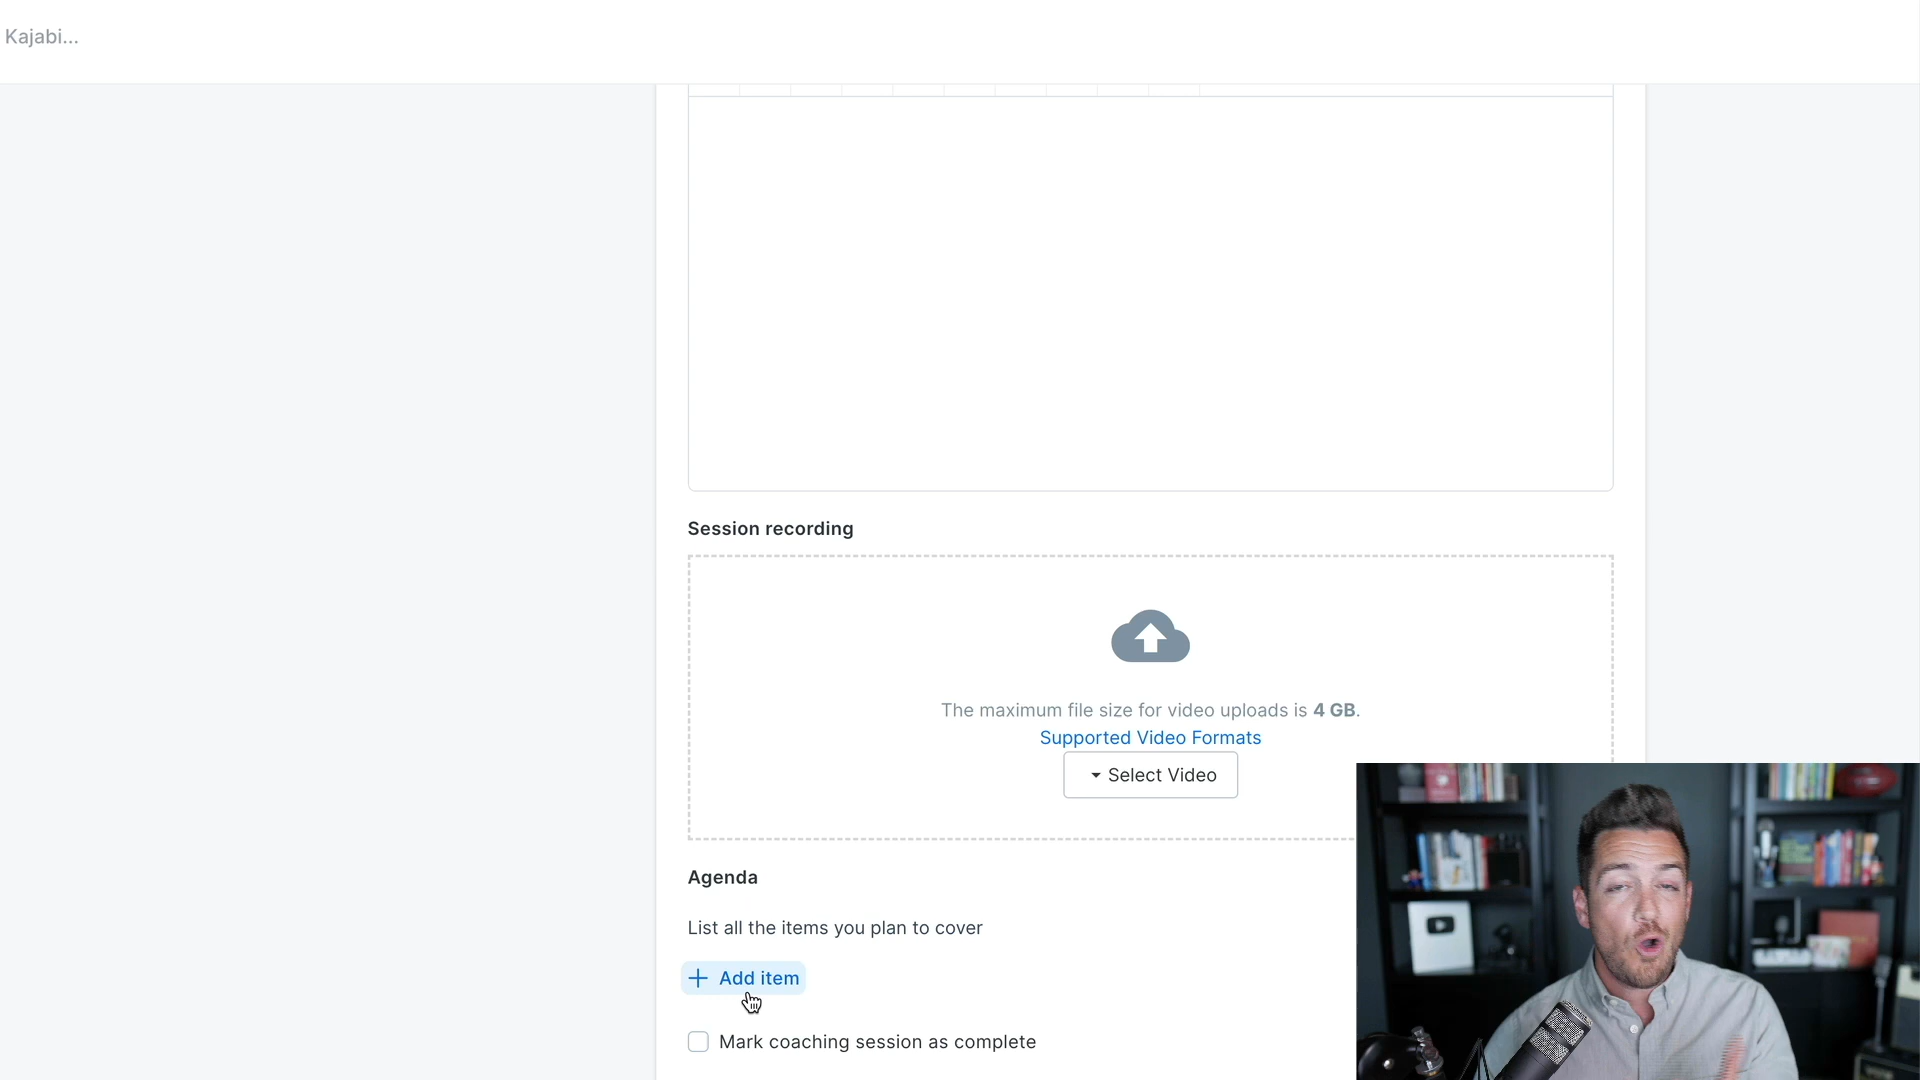 Kajabi...
Session recording
The maximum file size for video uploads is 4 GB.
Supported Video Formats
Select Video
Agenda
List all the items you plan to cover
Add item
Mark coaching session as complete